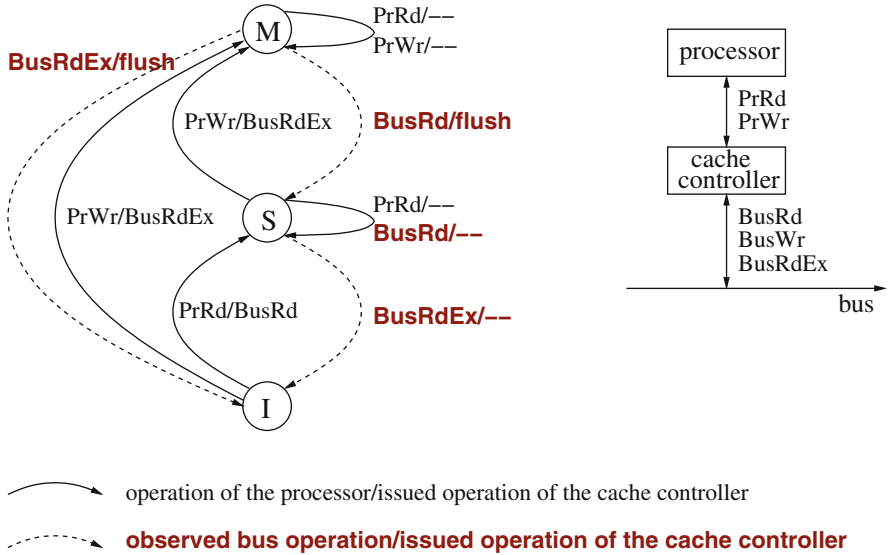 M
PrRd/−−
PrWr/−−
BusRdEx/flush
PrWr/BusRdEx
BusRd/flush
PrWr/BusRdEx
S
PrRd/−−
BusRd/−−
PrRd/BusRd
BusRdEx/−−
I
processor
PrRd
PrWr
cache
controller
BusRd
BusWr
BusRdEx
bus
operation of the processor/issued operation of the cache controller
observed bus operation/issued operation of the cache controller